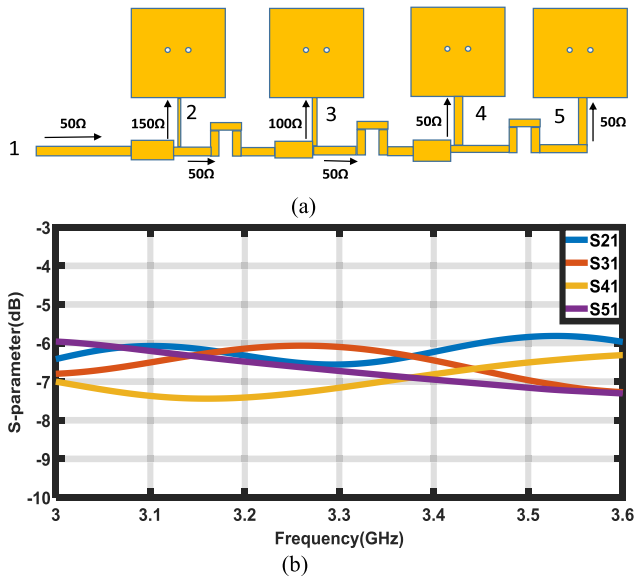 50Ω
150Ω
2
100Ω
3
50Ω
4
5
50Ω
1
50Ω
50Ω
(a)
S-parameter(dB)
-3
-4
-5
-6
-7
-8
-9
-10
S21
S31
S41
S51
3
3.1
3.2
3.3
3.4
3.5
3.6
Frequency(GHz)
(b)